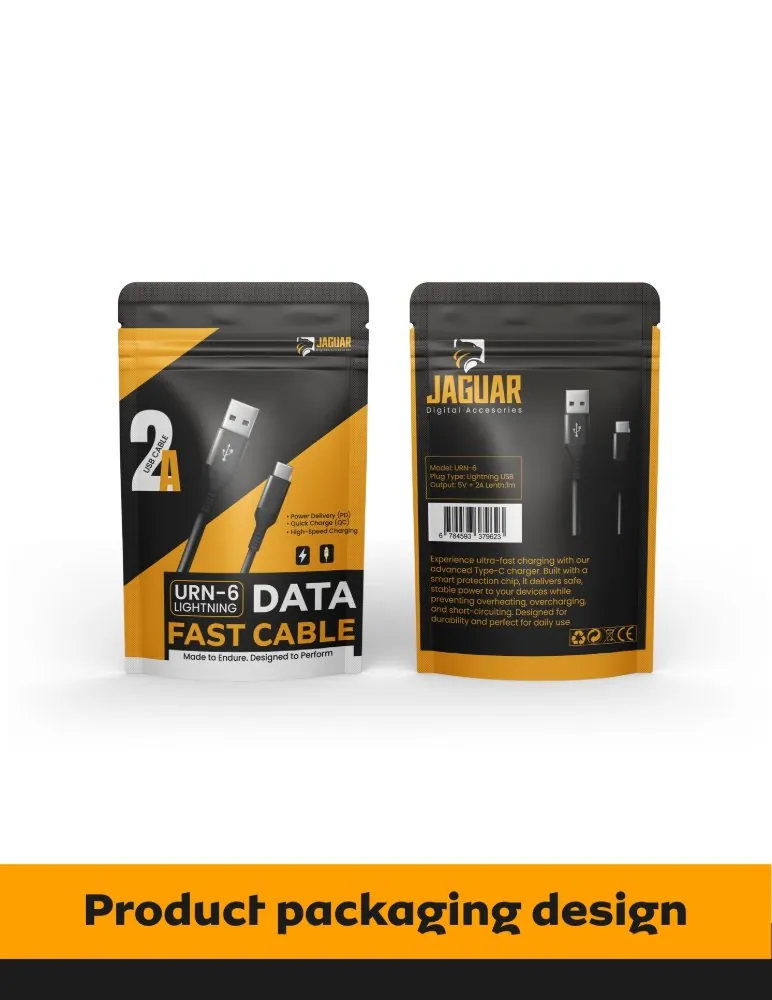 JAGUAR
Digital Accesories
2A
USB CABLE
• Power Delivery (PD)
• Quick Charge (QC)
• High-Speed Charging
URN-6
LIGHTNING
DATA
FAST CABLE
Made to Endure. Designed to Perform
JAGUAR
Digital Accesories
Model: URN-6
Plug Type: Lightning USB
Output: 5V = 2A Lenth:1m
6 784593 379623
Experience ultra-fast charging with our
advanced Type-C charger. Built with a
smart protection chip, it delivers safe,
stable power to your devices while
preventing overheating, overcharging,
and short-circuiting. Designed for
durability and perfect for daily use
CE
Product packaging design